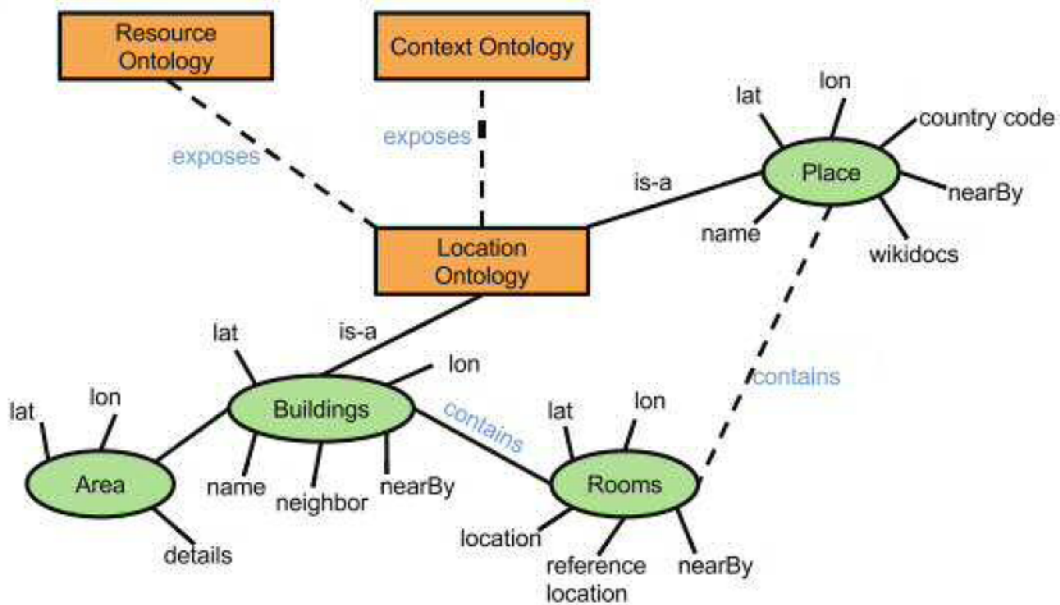 Resource
Ontology
Context Ontology
exposes
exposes
lat
lon
country code
Place
is-a
nearBy
name
wikidocs
Location
Ontology
is-a
lat
lon
Buildings
contains
contains
lat
lon
Area
name
neighbor
nearBy
details
lat
lon
Rooms
location
reference
location
nearBy